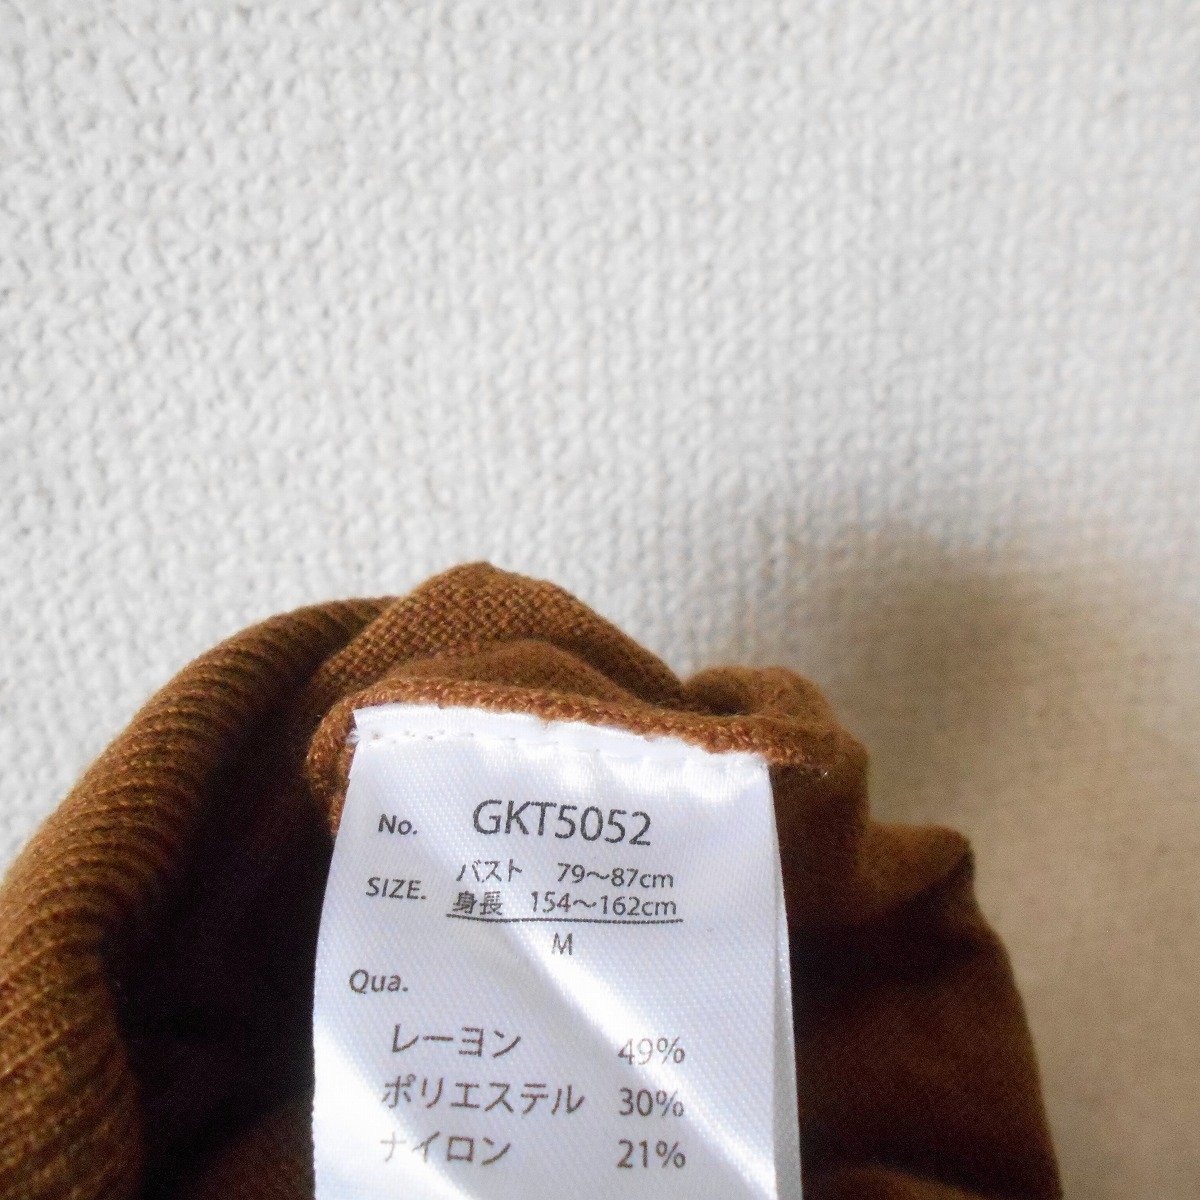 No. GKT5052
バスト 79～87cm
SIZE. 身長 154～162cm
M
Qua.
レーヨン 49%
ポリエステル 30%
ナイロン 21%